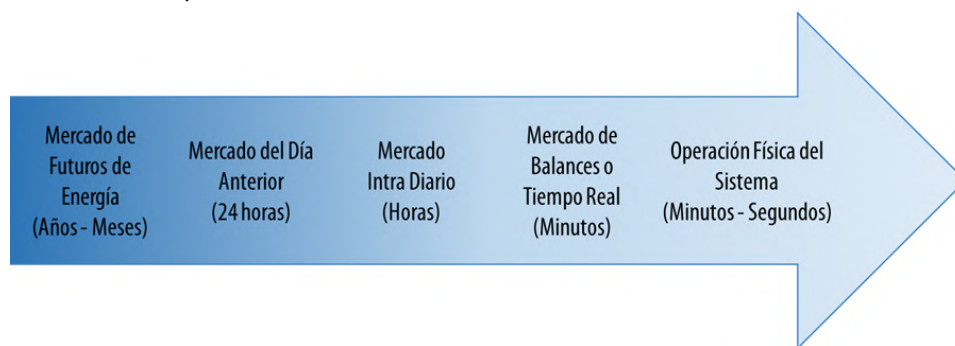 Mercado de
Futuros de
Energía
(Años - Meses)
Mercado del Día
Anterior
(24 horas)
Mercado
Intra Diario
(Horas)
Mercado de
Balances o
Tiempo Real
(Minutos)
Operación Física del
Sistema
(Minutos - Segundos)